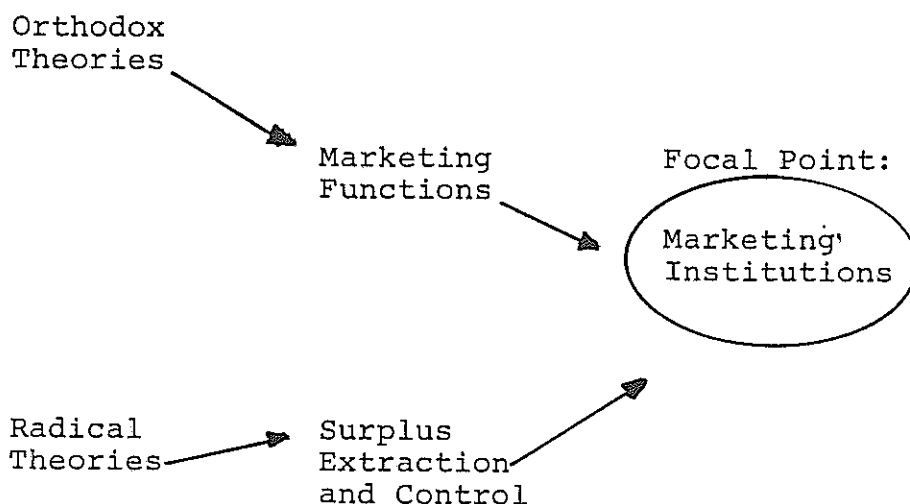 Orthodox
Theories
Marketing
Functions
Focal Point:
Marketing
Institutions
Radical
Theories
Surplus
Extraction
and Control